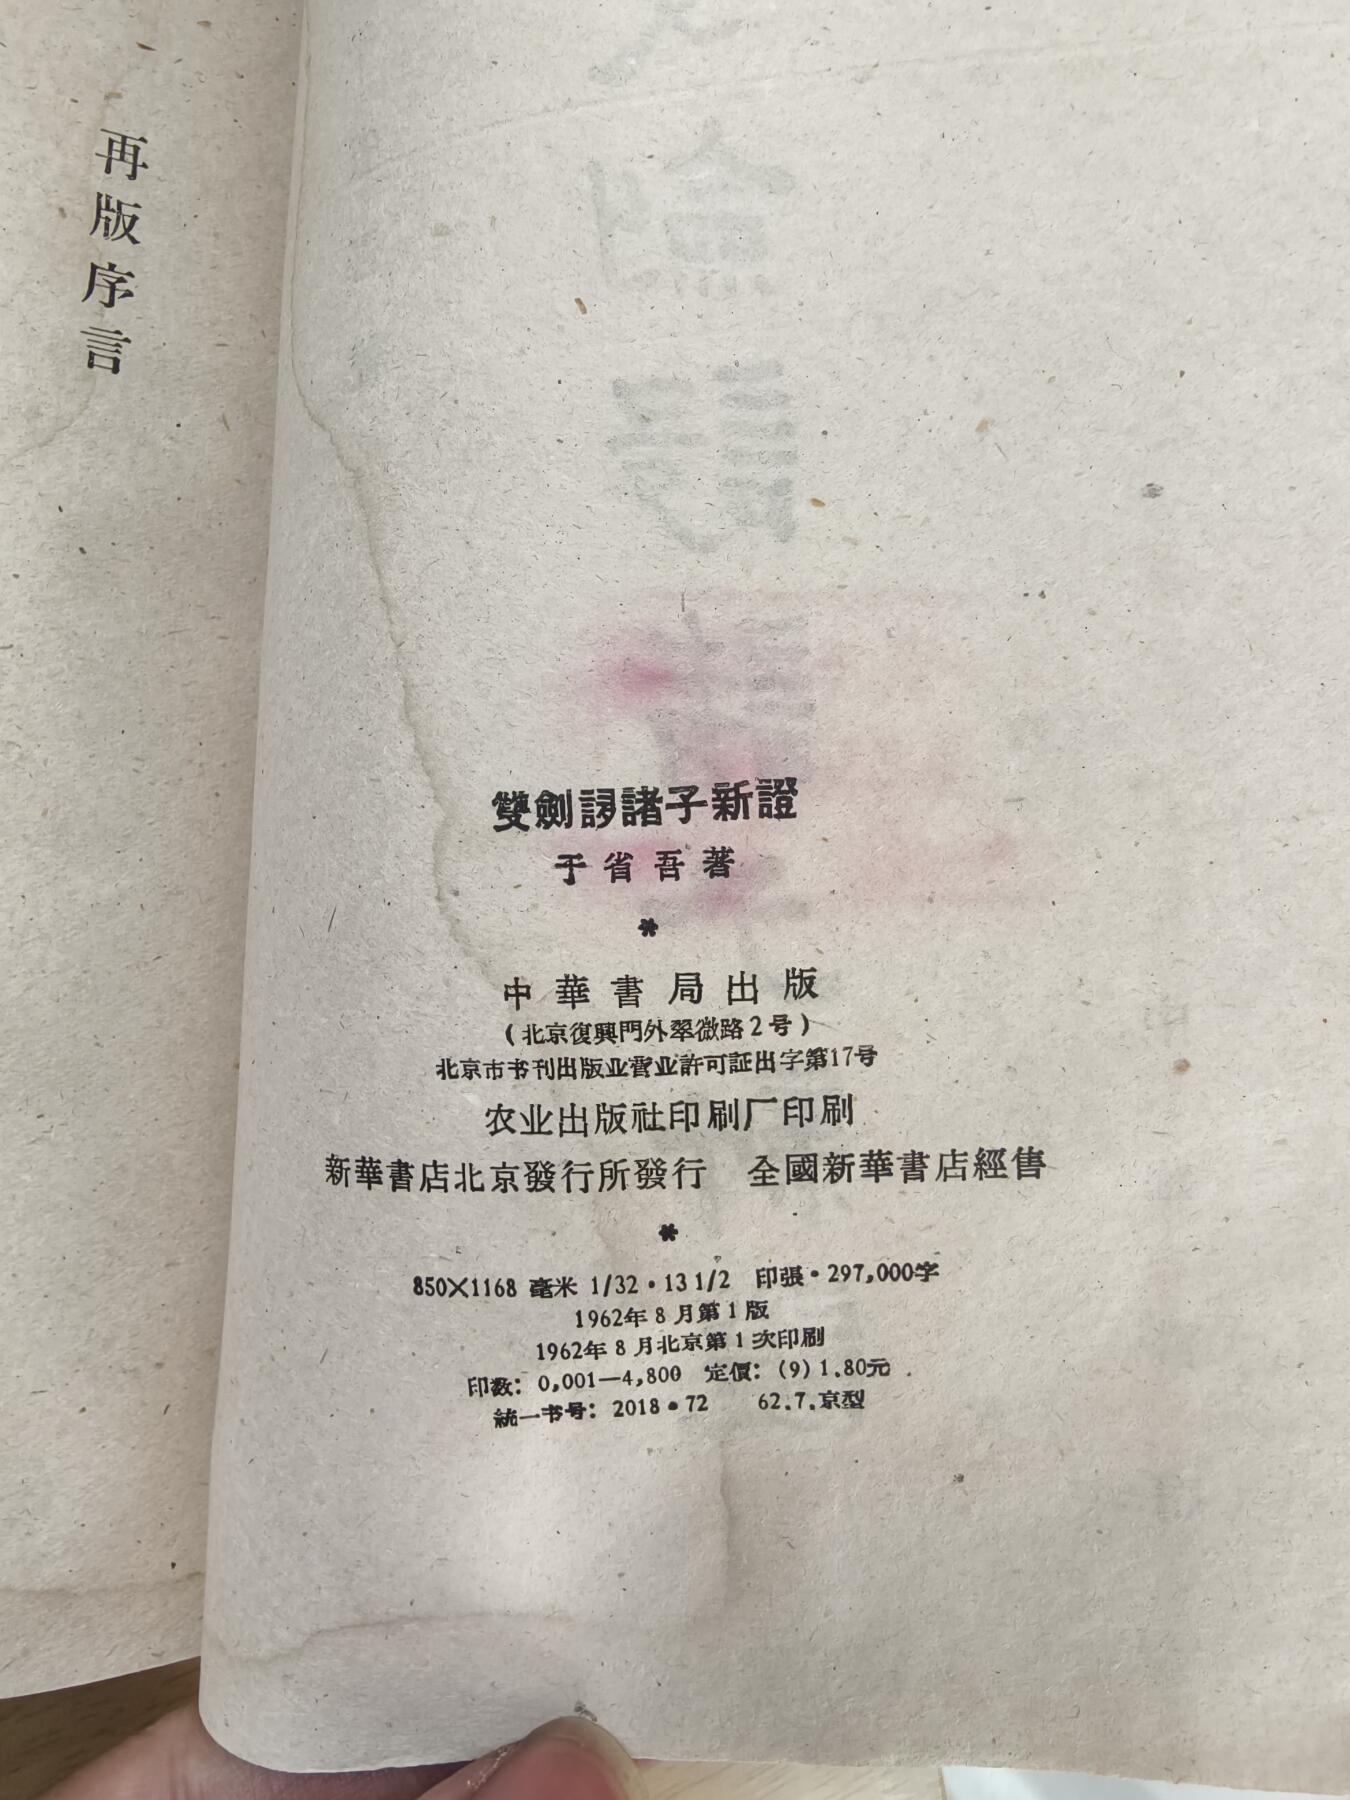 再版序言
雙劍誃諸子新證
于省吾著
*
中華書局出版
(北京復興門外翠微路2号)
北京市书刊出版业营业許可証出字第17号
农业出版社印刷厂印刷
新華書店北京發行所發行 全國新華書店經售
*
850×1168 毫米 1/32·13 1/2 印張·297,000字
1962年8月第1版
1962年8月北京第1次印刷
印数：0,001—4,800 定價：(9)1.80元
統一书号：2018·72 62.7.京型